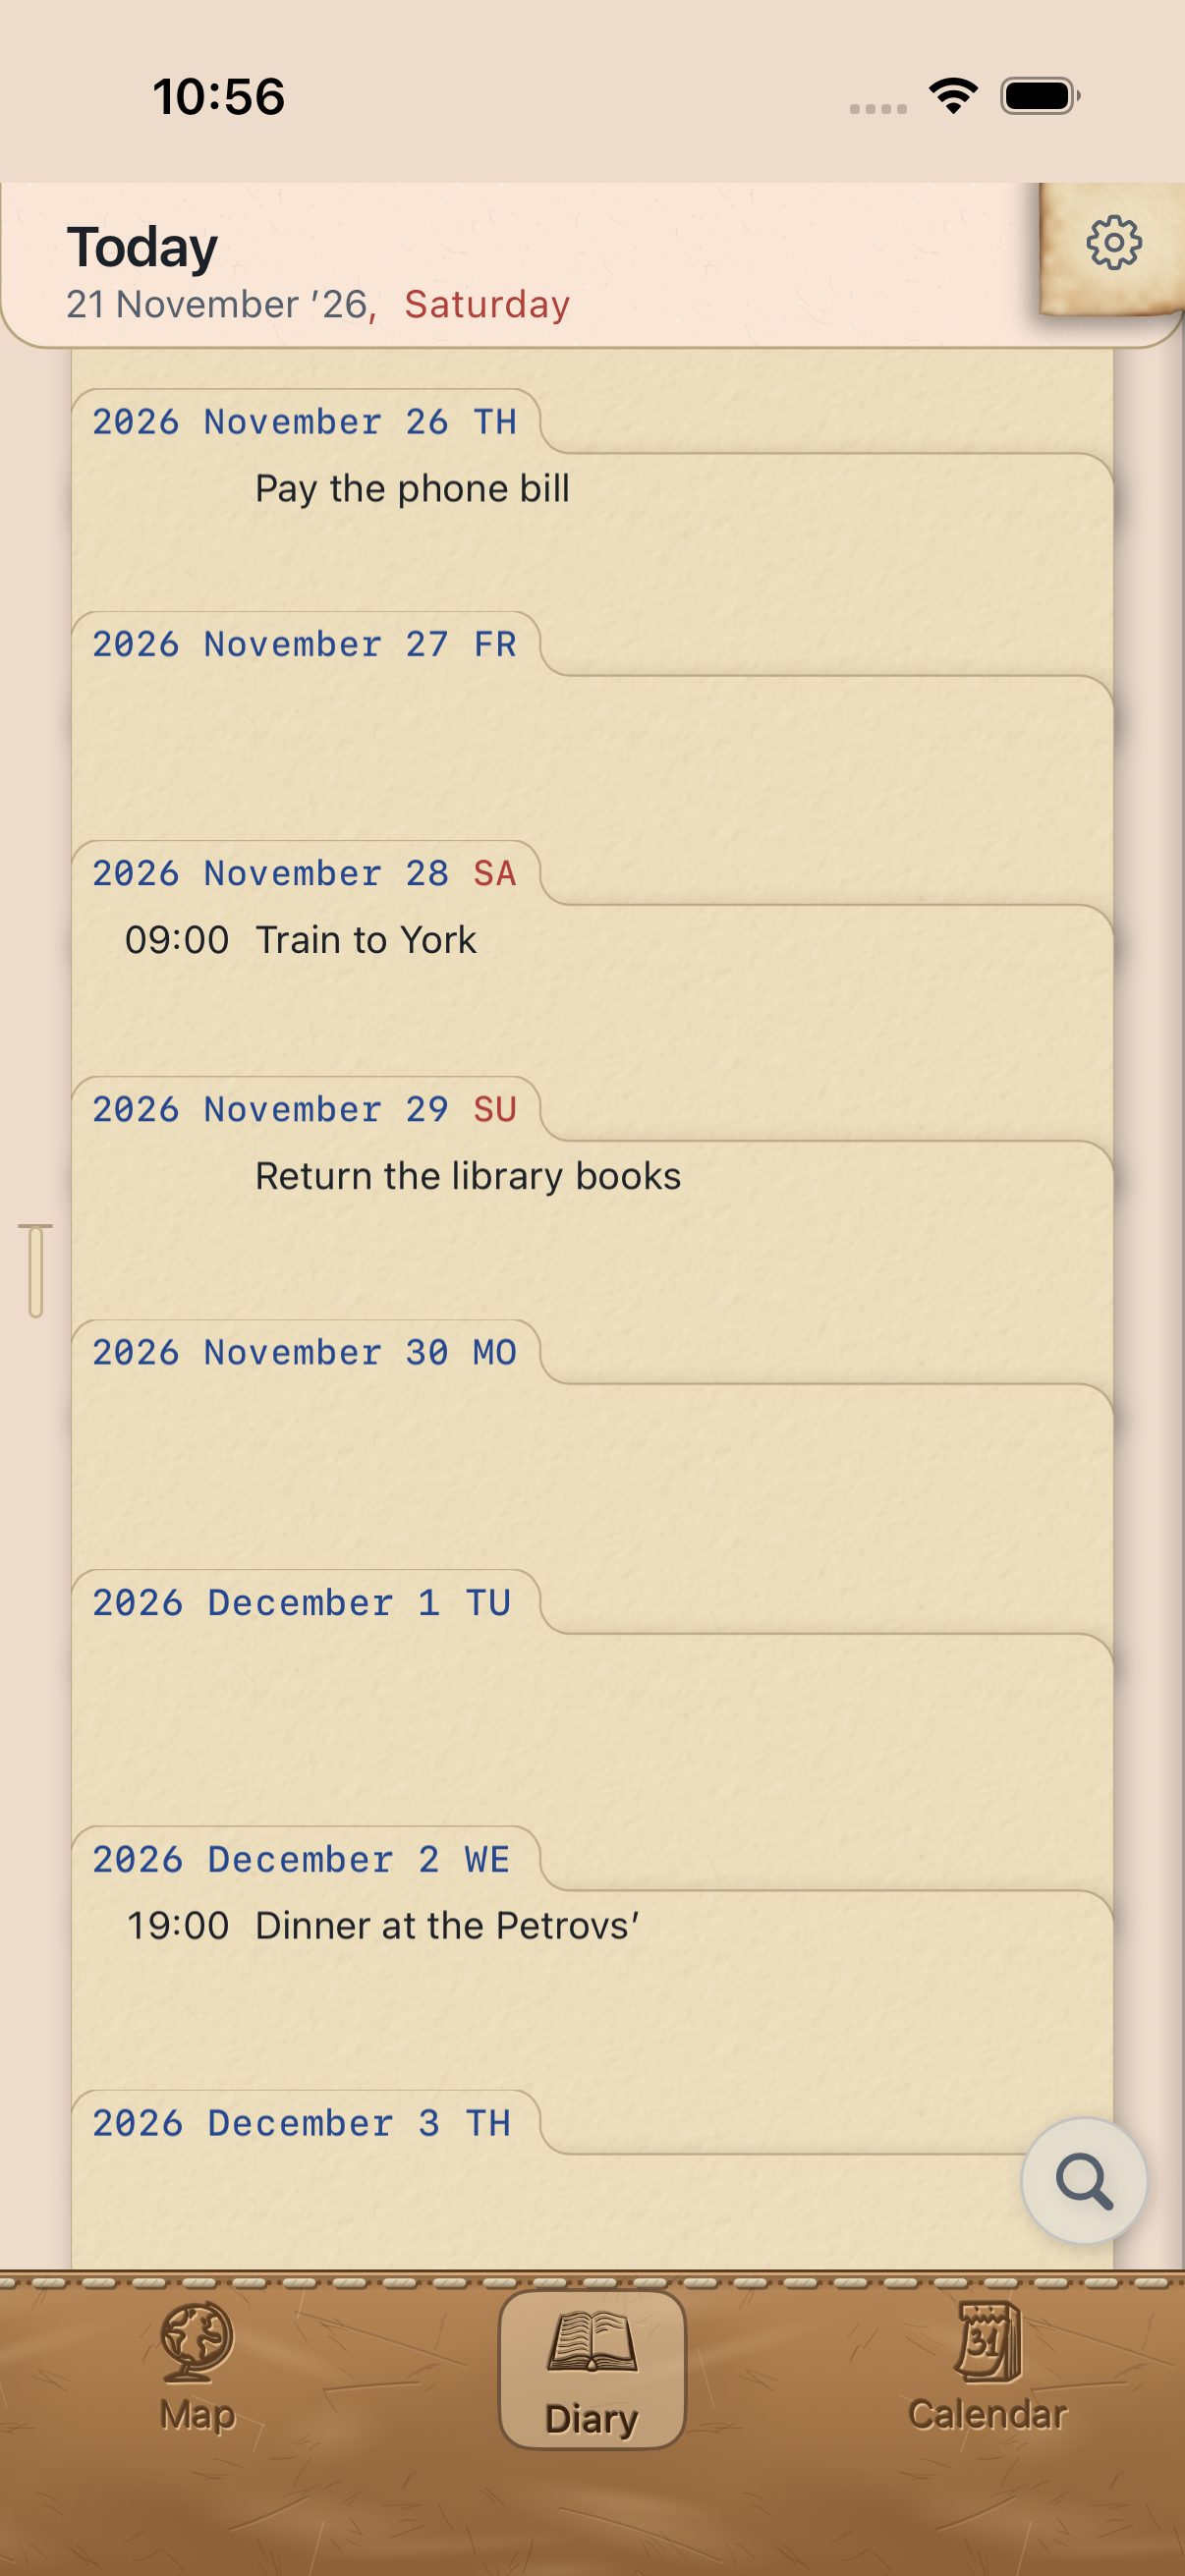 10:56
Today
21 November ’26, Saturday
2026 November 26 TH
Pay the phone bill
2026 November 27 FR
2026 November 28 SA
09:00 Train to York
2026 November 29 SU
Return the library books
2026 November 30 MO
2026 December 1 TU
2026 December 2 WE
19:00 Dinner at the Petrovs’
2026 December 3 TH
31
Map Diary Calendar